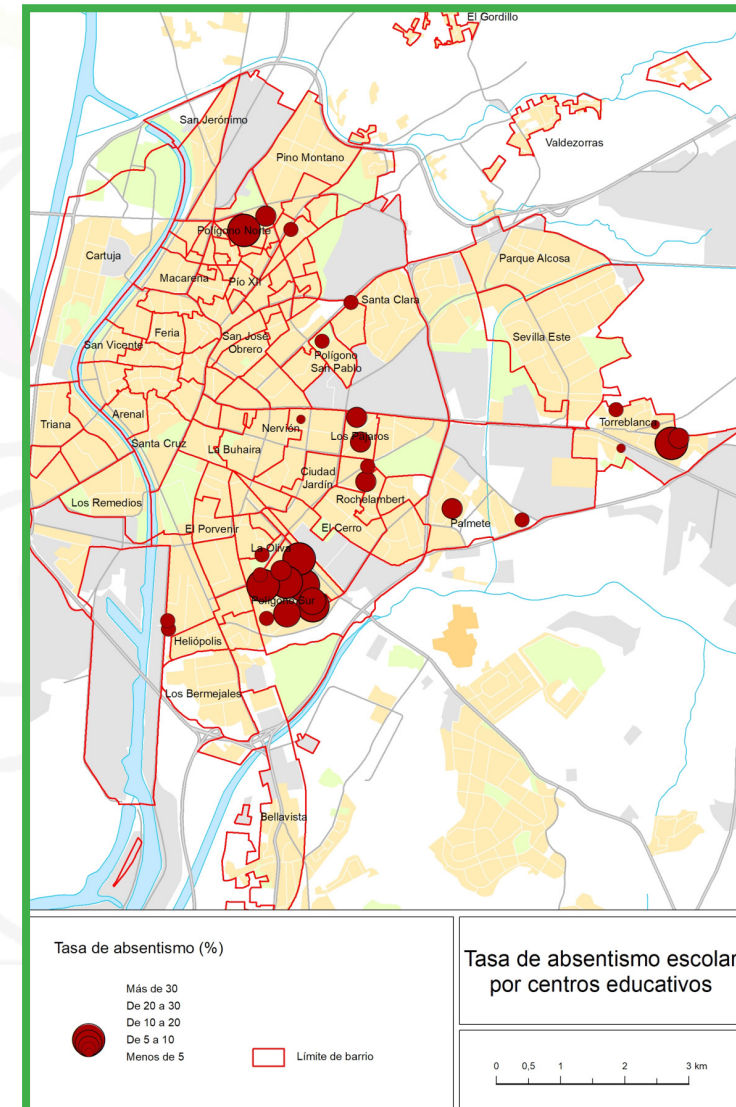 El Gordillo
San Jerónimo
Valdezorras
Pino Montano
Polígono Norte
Cartuja
Parque Alcosa
Macarena
Pío XII
Santa Clara
Feria
San José
Obrero
Sevilla Este
San Vicente
Polígono
San Pablo
Arenal
Triana
Torreblanca
Nervión
Los Pajaros
Santa Cruz
La Buhaira
Ciudad
Jardín
Los Remedios
Rochelambert
El Porvenir
El Cerro
Palmete
La Oliva
Polígono Sur
Heliópolis
Los Bermejales
Bellavista
Tasa de absentismo (%)
Más de 30
De 20 a 30
De 10 a 20
De 5 a 10
Menos de 5
Límite de barrio
Tasa de absentismo escolar
por centros educativos
0 0,5 1 2 3 km